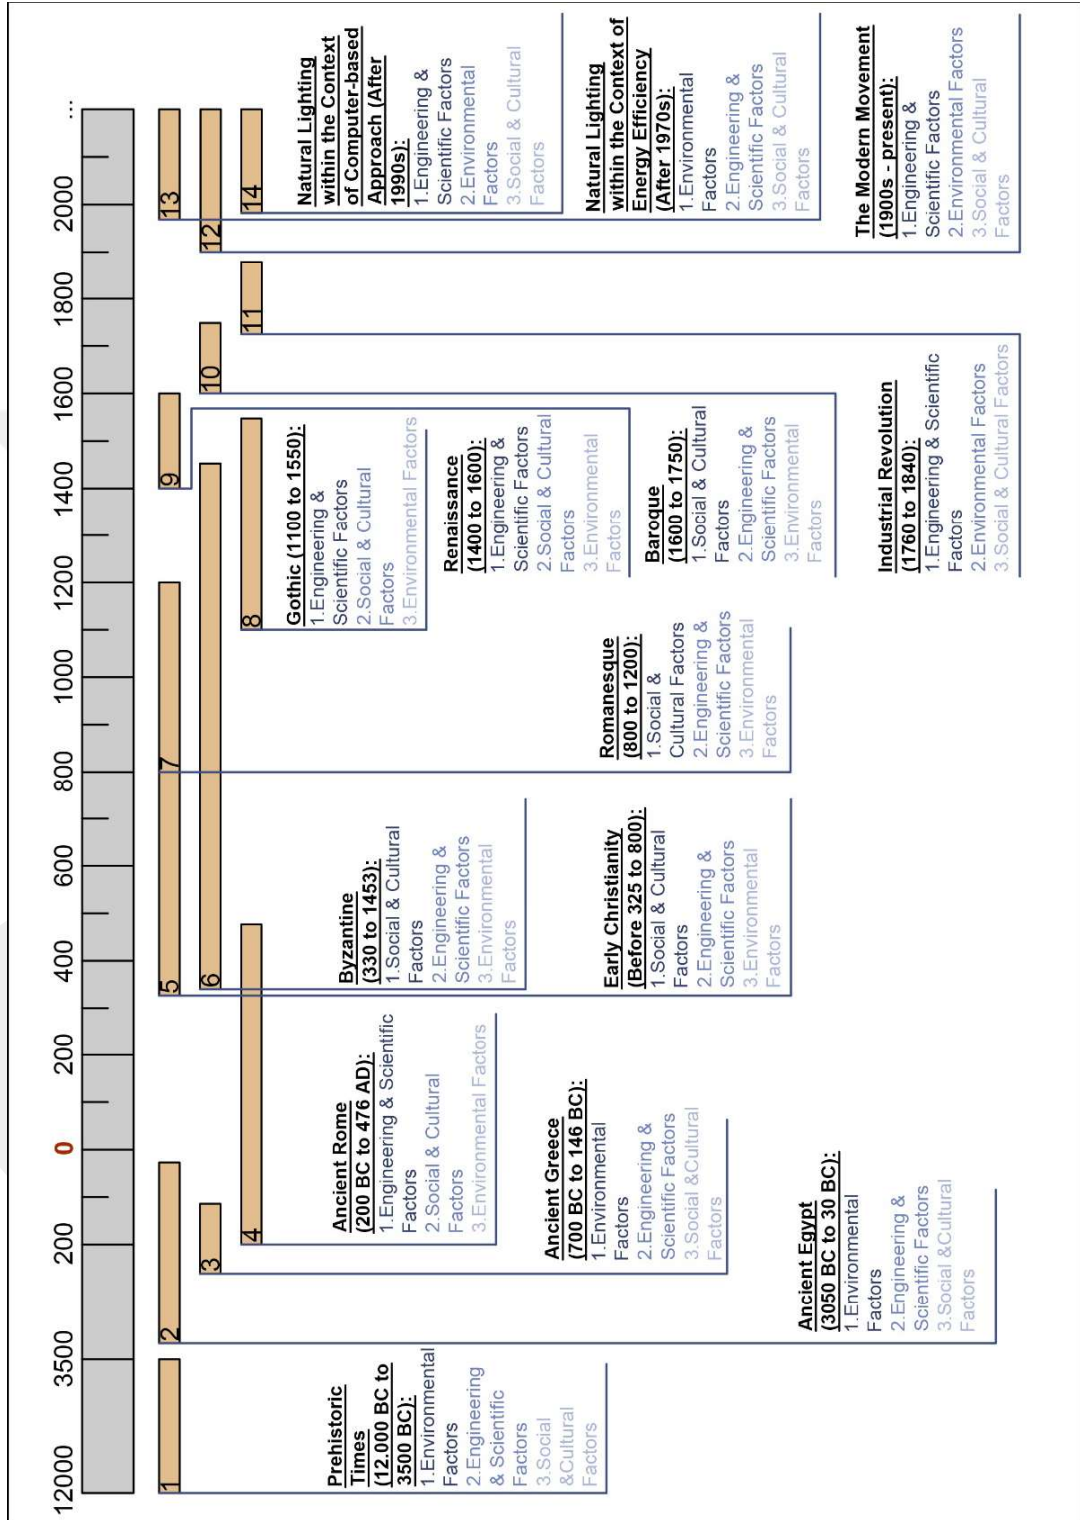 12000
3500
200
0
200
400
600
800
1000
1200
1400
1600
1800
2000
...
1
2
3
4
5
6
7
8
9
10
11
12
13
14
Prehistoric
Times
(12.000 BC to
3500 BC):
1.Environmental
Factors
2.Engineering
& Scientific
Factors
3.Social
&Cultural
Factors
Ancient Egypt
(3050 BC to 30 BC):
1.Environmental
Factors
2.Engineering &
Scientific Factors
3.Social &Cultural
Factors
Ancient Greece
(700 BC to 146 BC):
1.Environmental
Factors
2.Engineering &
Scientific Factors
3.Social &Cultural
Factors
Ancient Rome
(200 BC to 476 AD):
1.Engineering & Scientific
Factors
2.Social & Cultural
Factors
3.Environmental Factors
Early Christianity
(Before 325 to 800):
1.Social & Cultural
Factors
2.Engineering &
Scientific Factors
3.Environmental
Factors
Byzantine
(330 to 1453):
1.Social & Cultural
Factors
2.Engineering &
Scientific Factors
3.Environmental
Factors
Romanesque
(800 to 1200):
1.Social &
Cultural Factors
2.Engineering &
Scientific Factors
3.Environmental
Factors
Gothic (1100 to 1550):
1.Engineering &
Scientific Factors
2.Social & Cultural
Factors
3.Environmental Factors
Renaissance
(1400 to 1600):
1.Engineering &
Scientific Factors
2.Social & Cultural
Factors
3.Environmental
Factors
Baroque
(1600 to 1750):
1.Social & Cultural
Factors
2.Engineering &
Scientific Factors
3.Environmental
Factors
Industrial Revolution
(1760 to 1840):
1.Engineering & Scientific
Factors
2.Environmental Factors
3.Social & Cultural Factors
The Modern Movement
(1900s - present):
1.Engineering &
Scientific Factors
2.Environmental Factors
3.Social & Cultural
Factors
Natural Lighting
within the Context of
Energy Efficiency
(After 1970s):
1.Environmental
Factors
2.Engineering &
Scientific Factors
3.Social & Cultural
Factors
Natural Lighting
within the Context
of Computer-based
Approach (After
1990s):
1.Engineering &
Scientific Factors
2.Environmental
Factors
3.Social & Cultural
Factors